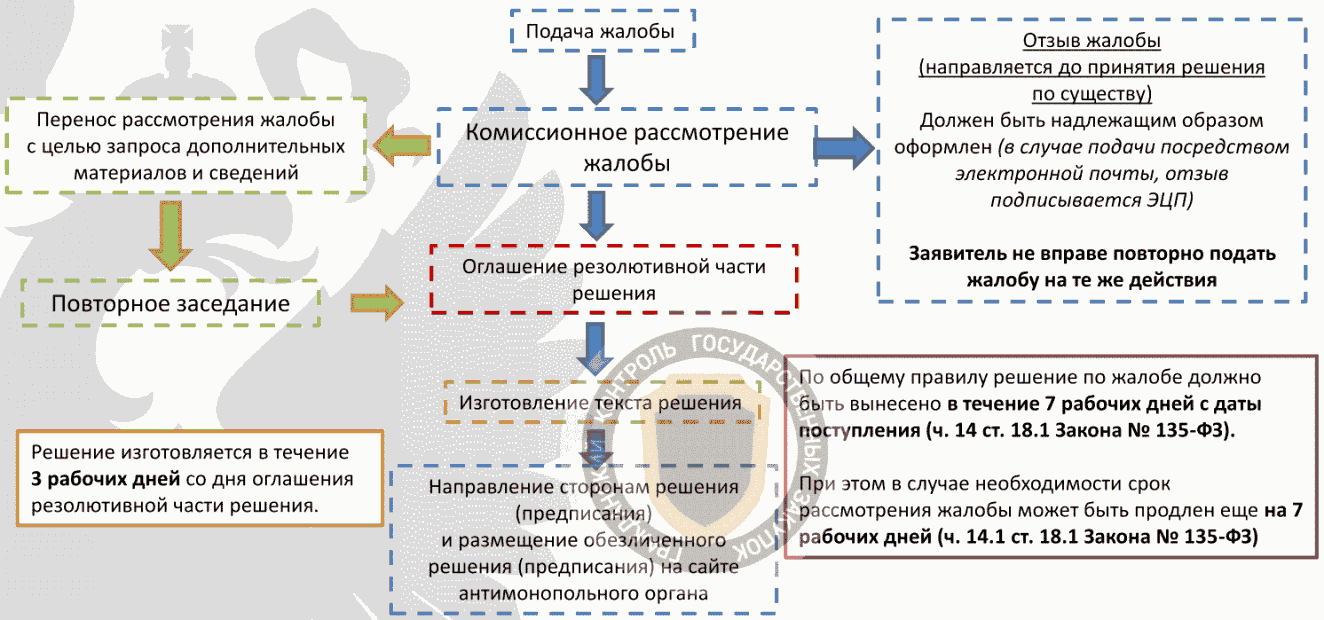 Подача жалобы
Отзыв жалобы
(направляется до принятия решения
по существу)
Должен быть надлежащим образом
оформлен (в случае подачи посредством
электронной почты, отзыв
подписывается ЭЦП)
Заявитель не вправе повторно подать
жалобу на те же действия
Комиссионное рассмотрение
жалобы
Перенос рассмотрения жалобы
с целью запроса дополнительных
материалов и сведений
Повторное заседание
Оглашение резолютивной части
решения
Изготовление текста решения
Решение изготовляется в течение
3 рабочих дней со дня оглашения
резолютивной части решения.
Направление сторонам решения
(предписания)
и размещение обезличенного
решения (предписания) на сайте
антимонопольного органа
По общему правилу решение по жалобе должно
быть вынесено в течение 7 рабочих дней с даты
поступления (ч. 14 ст. 18.1 Закона № 135-ФЗ).
При этом в случае необходимости срок
рассмотрения жалобы может быть продлен еще на 7
рабочих дней (ч. 14.1 ст. 18.1 Закона № 135-ФЗ)
КОНТРОЛЬ ГОСУДАРСТВЕННЫХ ЗАКУПОК